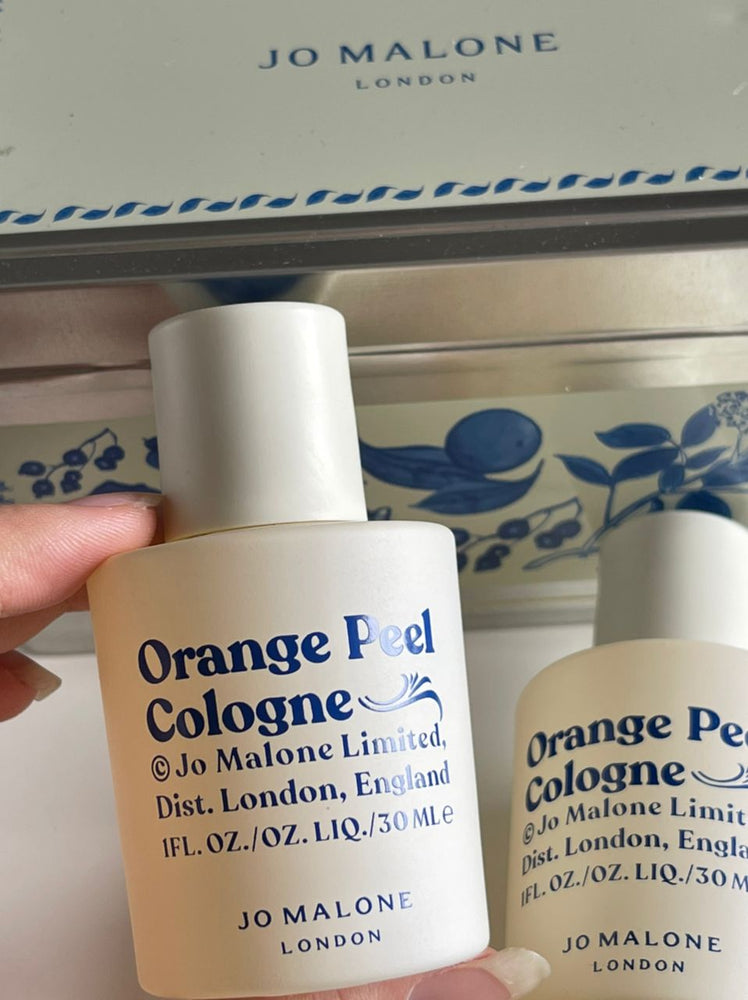 JO MALONE
LONDON
Orange Peel
Cologne
© Jo Malone Limited,
Dist. London, England
1FL. OZ./OZ. LIQ./30 MLe
JO MALONE
LONDON
Orange Pe
Cologne
© Jo Malone Limit
Dist. London, Engla
1FL. OZ./OZ. LIQ./30 M
JO MALONE
LONDON